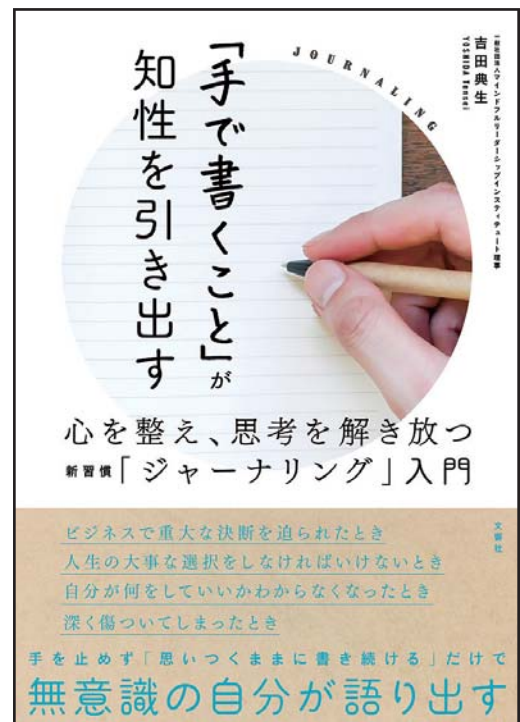 「手で書くこと」が
知性を引き出す
JOURNALING
一般社団法人マインドフルリーダーシップインスティテュート理事
吉田典生
YOSHIDA Tensei
心を整え、思考を解き放つ
新習慣「ジャーナリング」入門
ビジネスで重大な決断を迫られたとき
人生の大事な選択をしなければいけないとき
自分が何をしていいかわからなくなったとき
深く傷ついてしまったとき
文響社
手を止めず「思いつくままに書き続ける」だけで
無意識の自分が語り出す